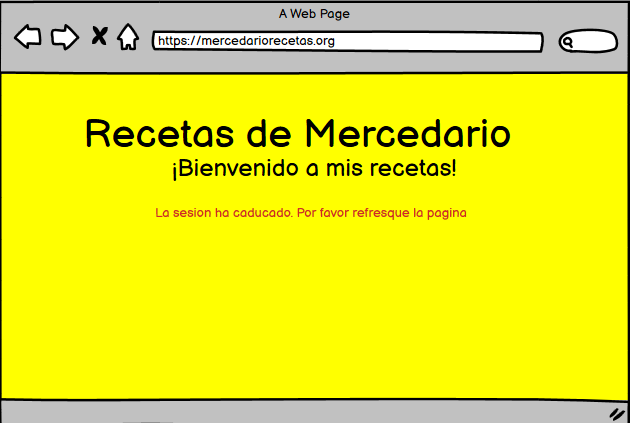 A Web Page
https://mercedariorecetas.org
Recetas de Mercedario
¡Bienvenido a mis recetas!
La sesion ha caducado. Por favor refresque la pagina